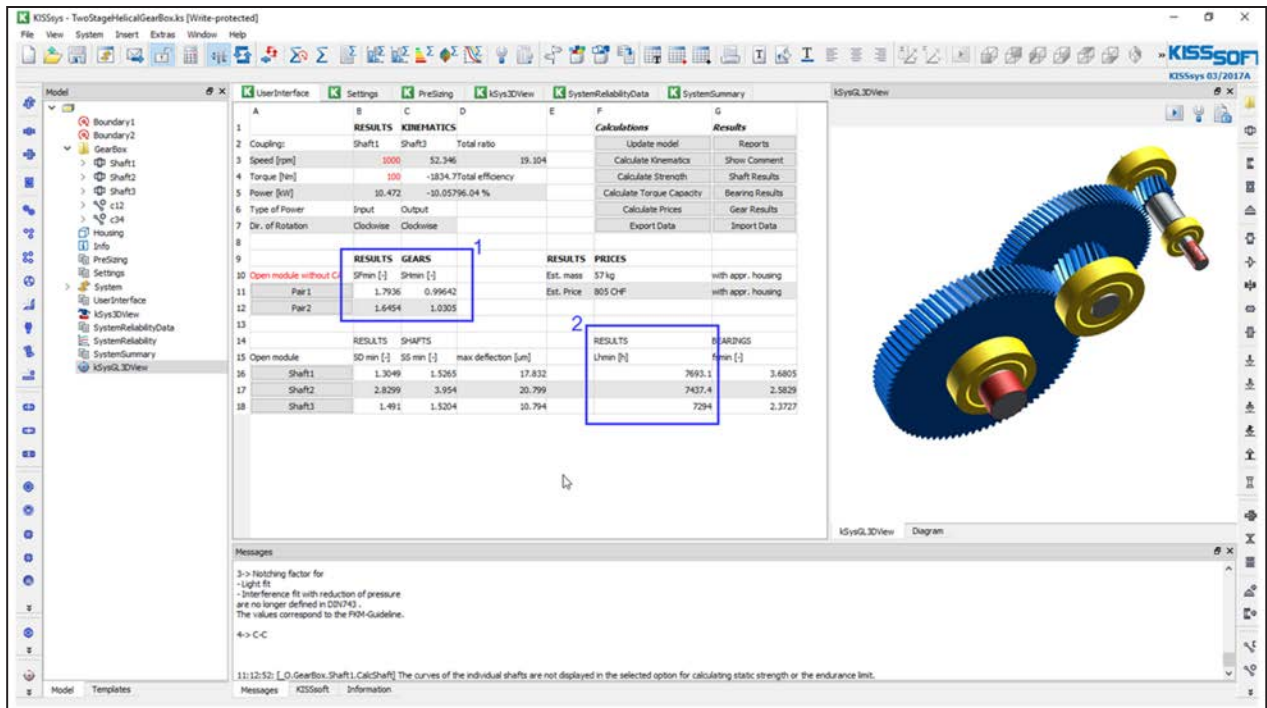 KISSsys - TwoStageHelicalGearBox.ks [Write-protected]
File View System Insert Extras Window Help
KISSsoft
KISSsys 03/2017A
Model
Boundary1
Boundary2
GearBox
Shaft1
Shaft2
Shaft3
c12
c34
Housing
Info
PreSizing
Settings
System
UserInterface
kSys3DView
SystemReliabilityData
SystemReliability
SystemSummary
kSysGL3DView
Model Templates
UserInterface Settings PreSizing kSys3DView SystemReliabilityData SystemSummary
A B C D E F G
1 RESULTS KINEMATICS Calculations Results
2 Coupling: Shaft1 Shaft3 Total ratio Update model Reports
3 Speed [rpm] 1000 52.346 19.104 Calculate Kinematics Show Comment
4 Torque [Nm] 100 -1834.7 Total efficiency Calculate Strength Shaft Results
5 Power [kW] 10.472 -10.057 96.04 % Calculate Torque Capacity Bearing Results
6 Type of Power Input Output Calculate Prices Gear Results
7 Dir. of Rotation Clockwise Clockwise Export Data Import Data
8
1
9 RESULTS GEARS RESULTS PRICES
10 Open module without CA SFmin [-] SHmin [-] Est. mass 57 kg with appr. housing
11 Pair1 1.7936 0.99642 Est. Price 805 CHF with appr. housing
12 Pair2 1.6454 1.0305
13
2
14 RESULTS SHAFTS RESULTS BEARINGS
15 Open module SD min [-] SS min [-] max deflection [um] Lhmin [h] fsmin [-]
16 Shaft1 1.3049 1.5265 17.832 7693.1 3.6805
17 Shaft2 2.8299 3.954 20.799 7437.4 2.5829
18 Shaft3 1.491 1.5204 10.794 7294 2.3727
kSysGL3DView
kSysGL3DView Diagram
Messages
3-> Notching factor for
- Light fit
- Interference fit with reduction of pressure
are no longer defined in DIN743 .
The values correspond to the FKM-Guideline.
4-> C-C
11:12:52: [_O.GearBox.Shaft1.CalcShaft] The curves of the individual shafts are not displayed in the selected option for calculating static strength or the endurance limit.
Messages KISSsoft Information